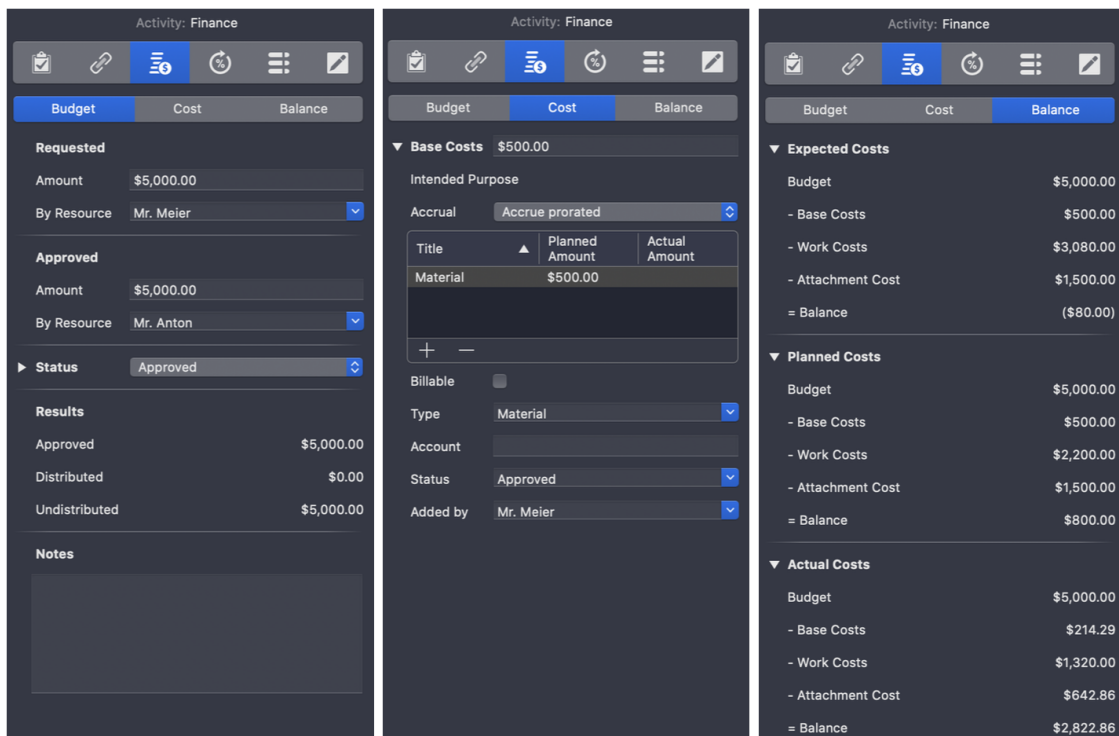 Activity: Finance
Budget Cost Balance
Requested
Amount $5,000.00
By Resource Mr. Meier
Approved
Amount $5,000.00
By Resource Mr. Anton
Status Approved
Results
Approved $5,000.00
Distributed $0.00
Undistributed $5,000.00
Notes
Activity: Finance
Budget Cost Balance
Base Costs $500.00
Intended Purpose
Accrual Accrue prorated
Title Planned Amount Actual Amount
Material $500.00
Billable
Type Material
Account
Status Approved
Added by Mr. Meier
Activity: Finance
Budget Cost Balance
Expected Costs
Budget $5,000.00
- Base Costs $500.00
- Work Costs $3,080.00
- Attachment Cost $1,500.00
= Balance ($80.00)
Planned Costs
Budget $5,000.00
- Base Costs $500.00
- Work Costs $2,200.00
- Attachment Cost $1,500.00
= Balance $800.00
Actual Costs
Budget $5,000.00
- Base Costs $214.29
- Work Costs $1,320.00
- Attachment Cost $642.86
= Balance $2,822.86